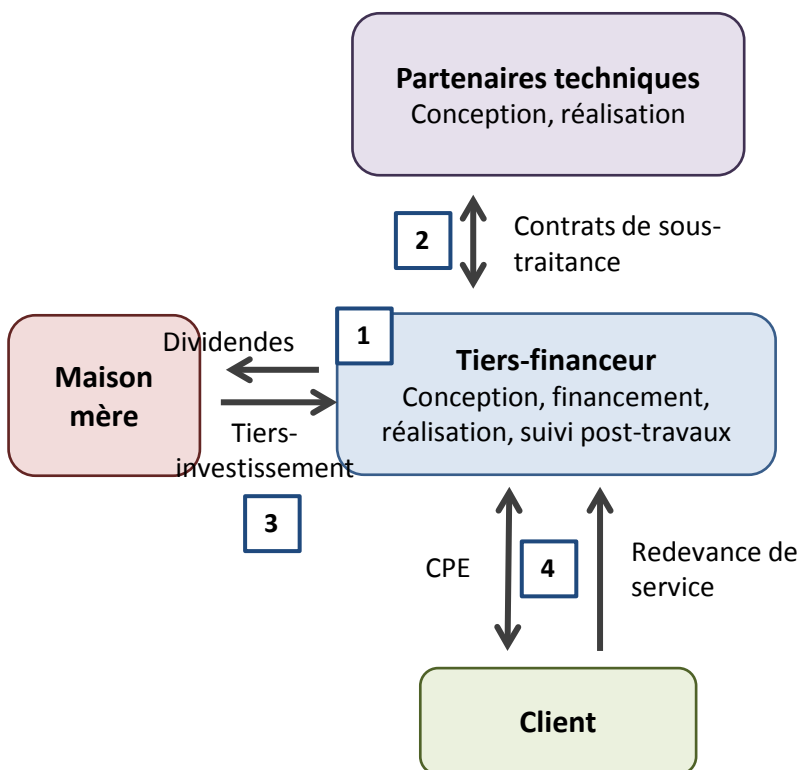 Partenaires techniques
Conception, réalisation
2
Contrats de sous-
traitance
1
Dividendes
Maison
mère
Tiers-financeur
Conception, financement,
réalisation, suivi post-travaux
Tiers-
investissement
3
CPE
4
Redevance de
service
Client